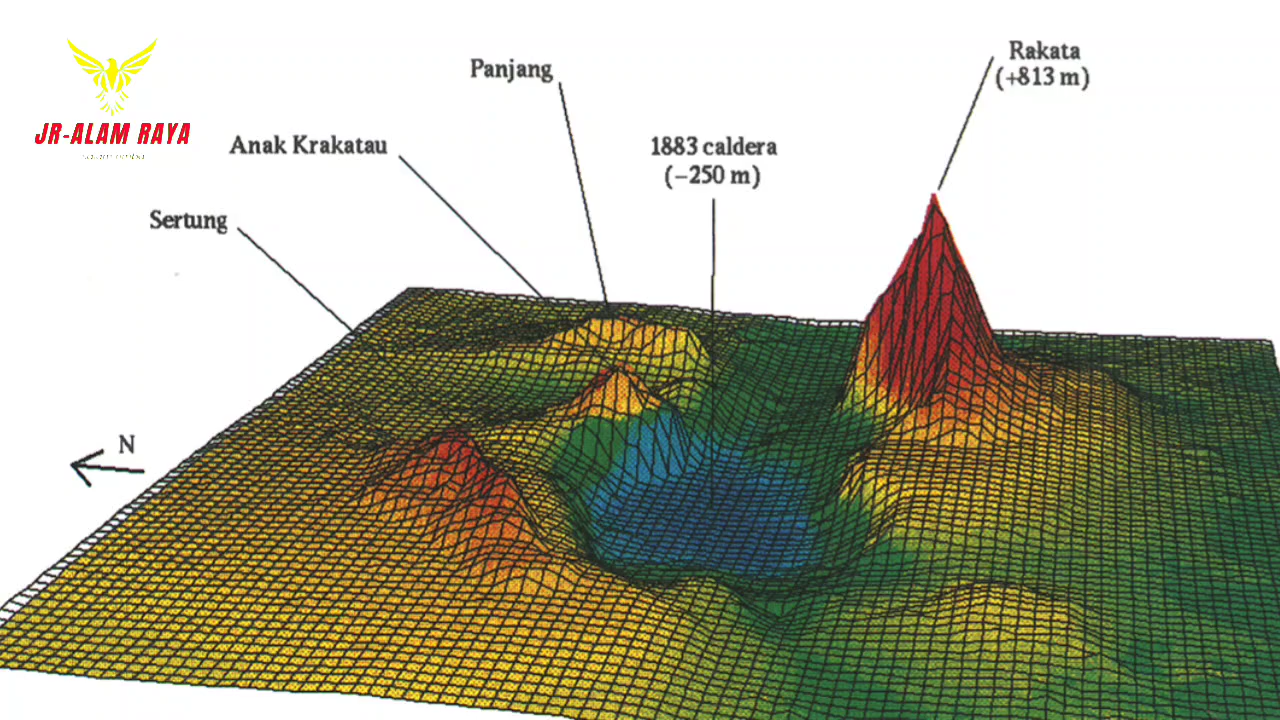 JR-ALAM RAYA
Panjang
Rakata
(+813 m)
Anak Krakatau
1883 caldera
(−250 m)
Sertung
N